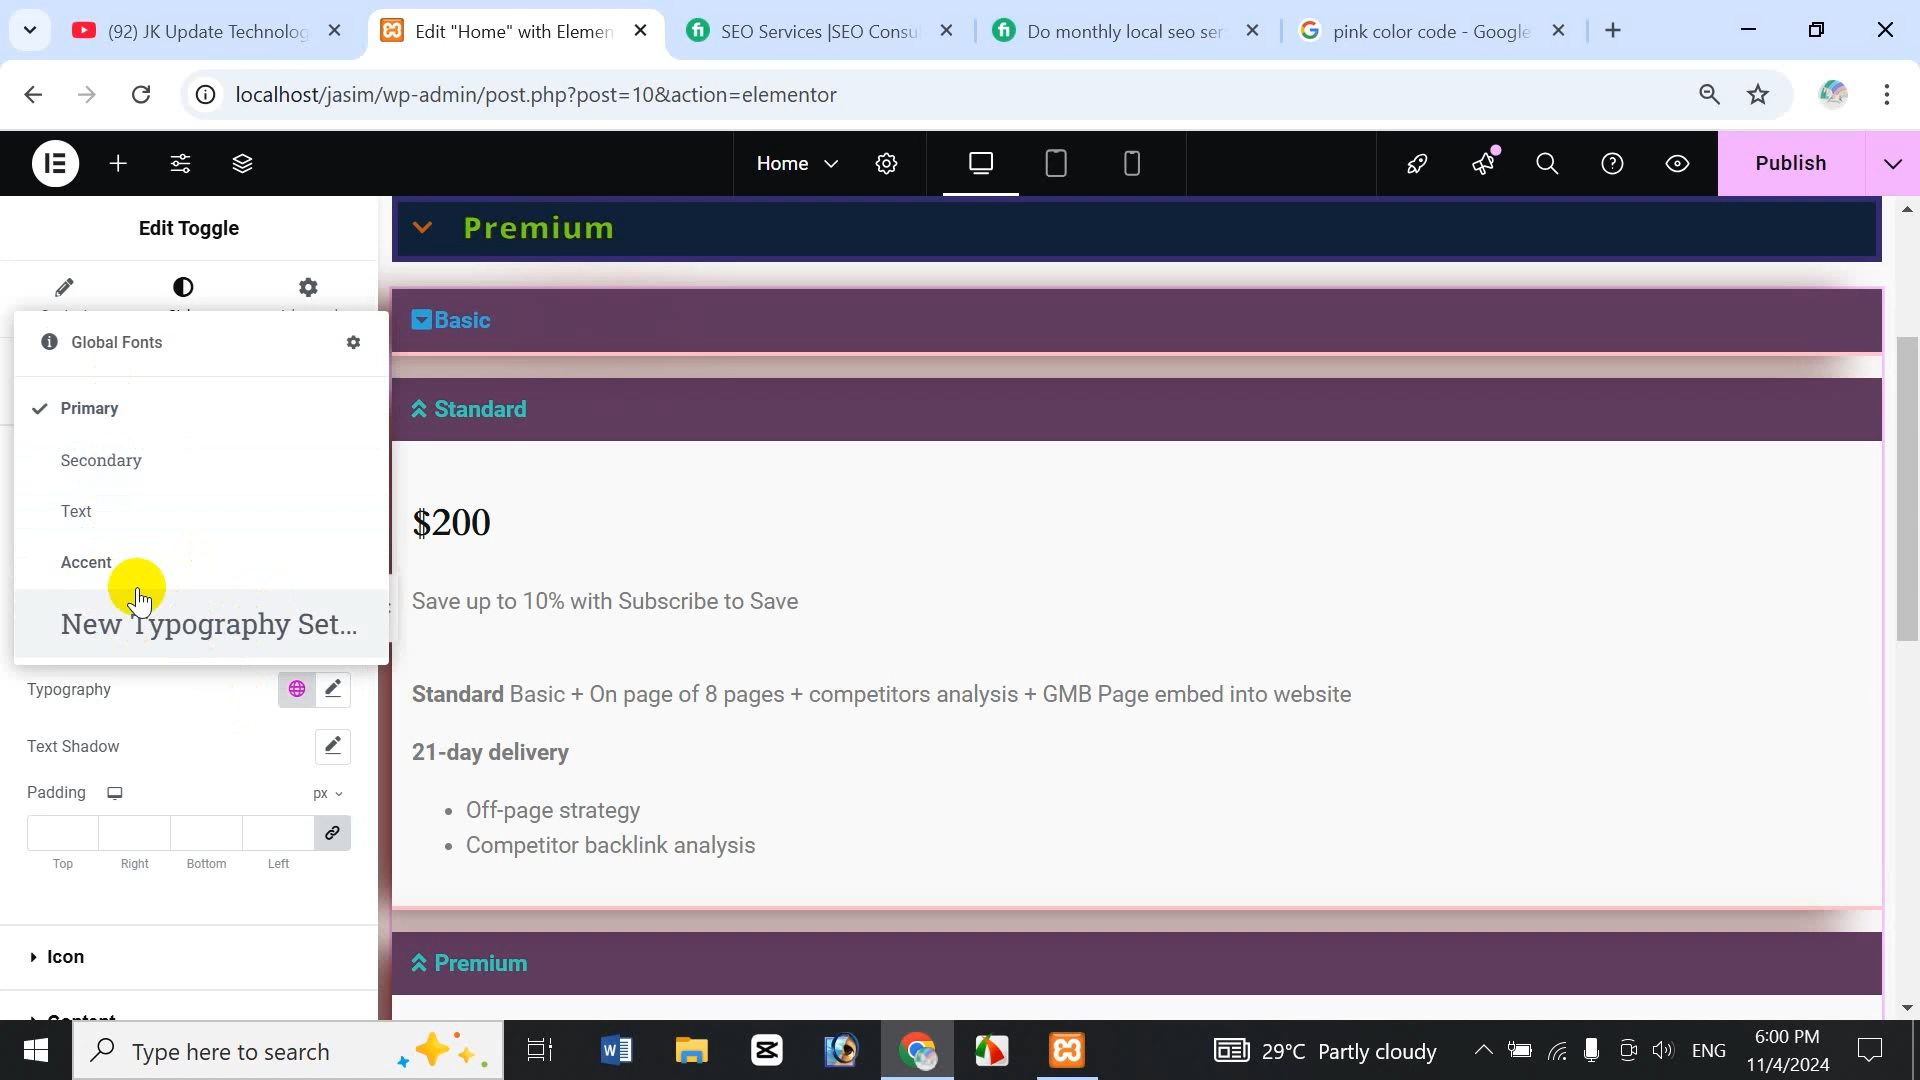 (92) JK Update Technolog
Edit "Home" with Elemen
SEO Services |SEO Consul
Do monthly local seo ser
pink color code - Google
localhost/jasim/wp-admin/post.php?post=10&action=elementor
Home
Publish
Edit Toggle
Global Fonts
Primary
Secondary
Text
Accent
New Typography Set...
Typography
Text Shadow
Padding
px
Top Right Bottom Left
Icon
Content
Premium
Basic
Standard
$200
Save up to 10% with Subscribe to Save
Standard Basic + On page of 8 pages + competitors analysis + GMB Page embed into website
21-day delivery
• Off-page strategy
• Competitor backlink analysis
Premium
Type here to search
29°C Partly cloudy
ENG
6:00 PM
11/4/2024